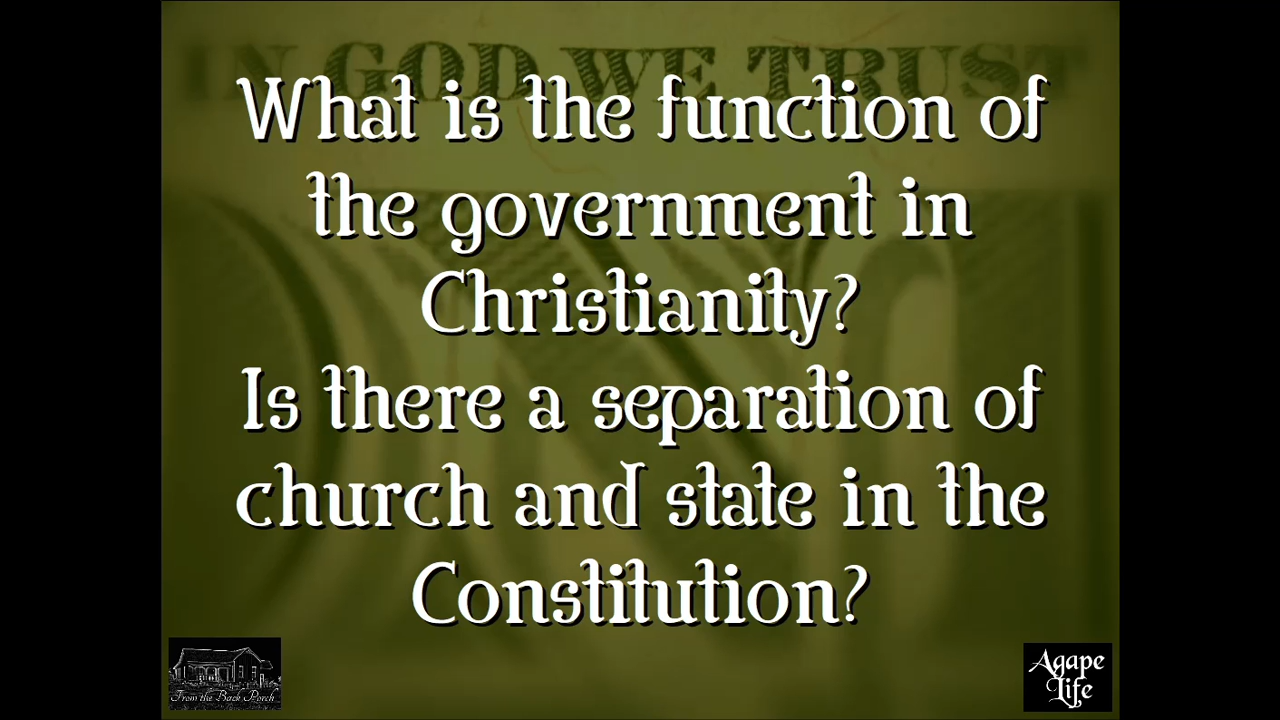 IN GOD WE TRUST
What is the function of
the government in
Christianity?
Is there a separation of
church and state in the
Constitution?
From the Back Porch
Agape
Life